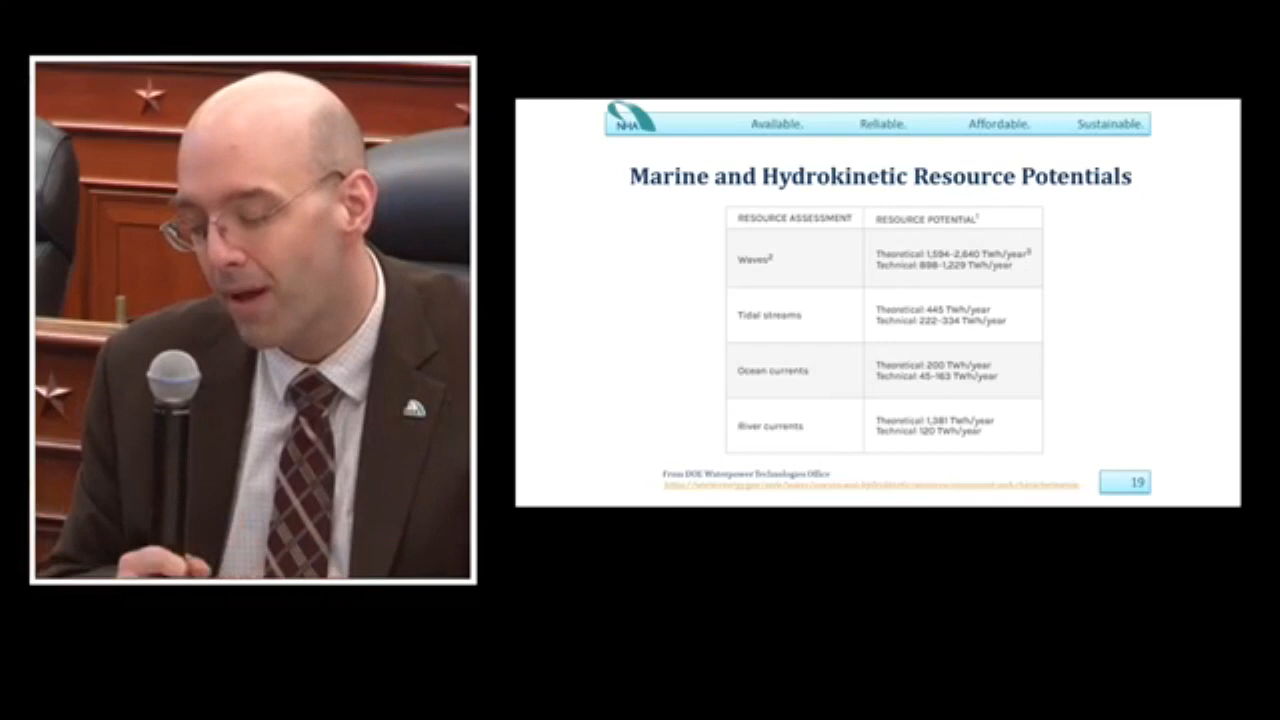 NHA
Available. Reliable. Affordable. Sustainable.
Marine and Hydrokinetic Resource Potentials
RESOURCE ASSESSMENT RESOURCE POTENTIAL¹
Waves² Theoretical: 1,594–2,640 TWh/year³
Technical: 898–1,229 TWh/year
Tidal streams Theoretical: 445 TWh/year
Technical: 222–334 TWh/year
Ocean currents Theoretical: 200 TWh/year
Technical: 45–163 TWh/year
River currents Theoretical: 1,381 TWh/year
Technical: 120 TWh/year
From DOE Waterpower Technologies Office
19